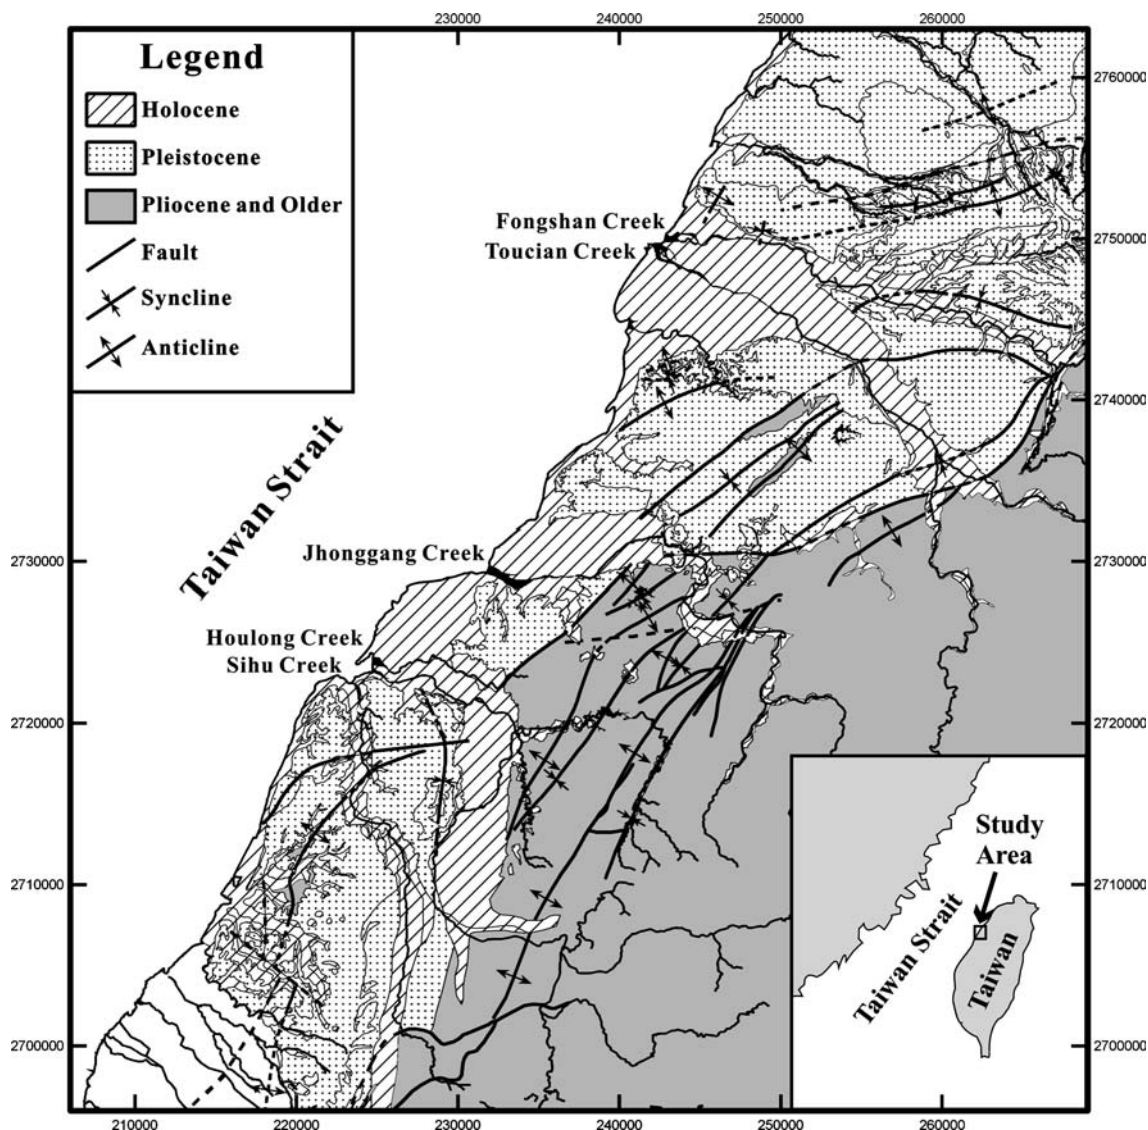 230000 240000 250000 260000
Legend
Holocene
Pleistocene
Pliocene and Older
Fault
Syncline
Anticline
2760000
2750000
2740000
2730000
2720000
2710000
2700000
Fongshan Creek
Toucian Creek
Taiwan Strait
Jhonggang Creek
Houlong Creek
Sihu Creek
2730000
2720000
2710000
2700000
Study
Area
Taiwan Strait
Taiwan
210000 220000 230000 240000 250000 260000